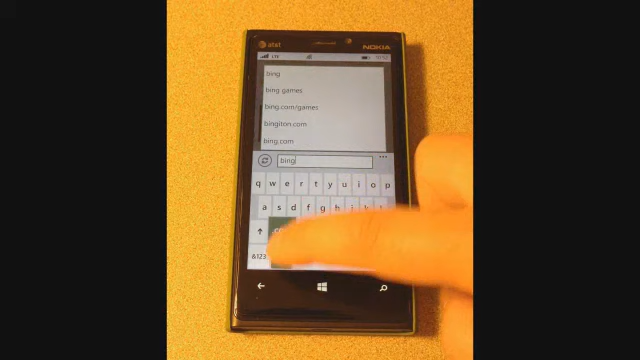 at&t
NOKIA
LTE
bing
bing games
bing.com/games
bingiton.com
bing.com
bing
q w e r t y u i o p
a s d f g h j k
&123